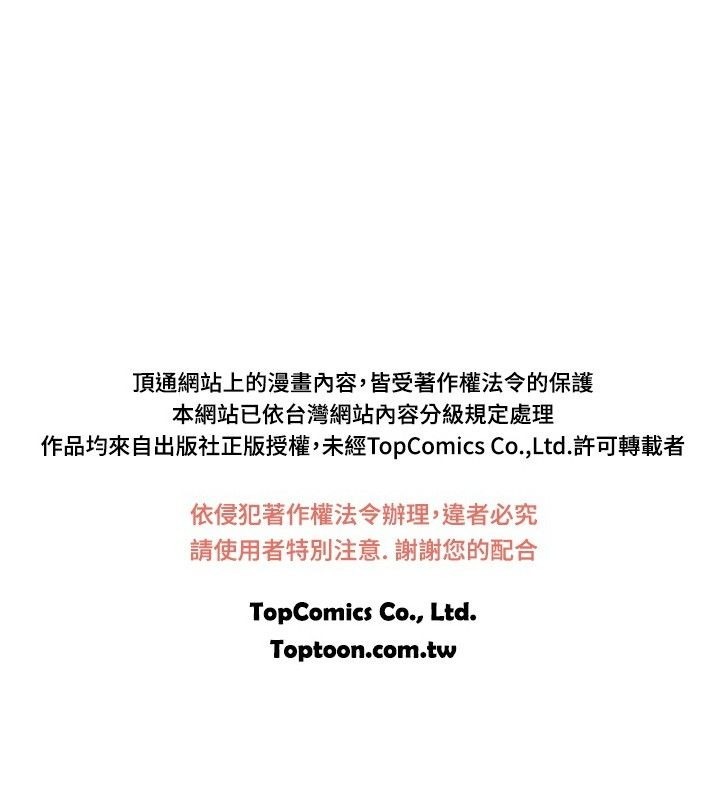 頂通網站上的漫畫內容，皆受著作權法令的保護
本網站已依台灣網站內容分級規定處理
作品均來自出版社正版授權，未經TopComics Co.,Ltd.許可轉載者
依侵犯著作權法令辦理，違者必究
請使用者特別注意. 謝謝您的配合
TopComics Co., Ltd.
Toptoon.com.tw